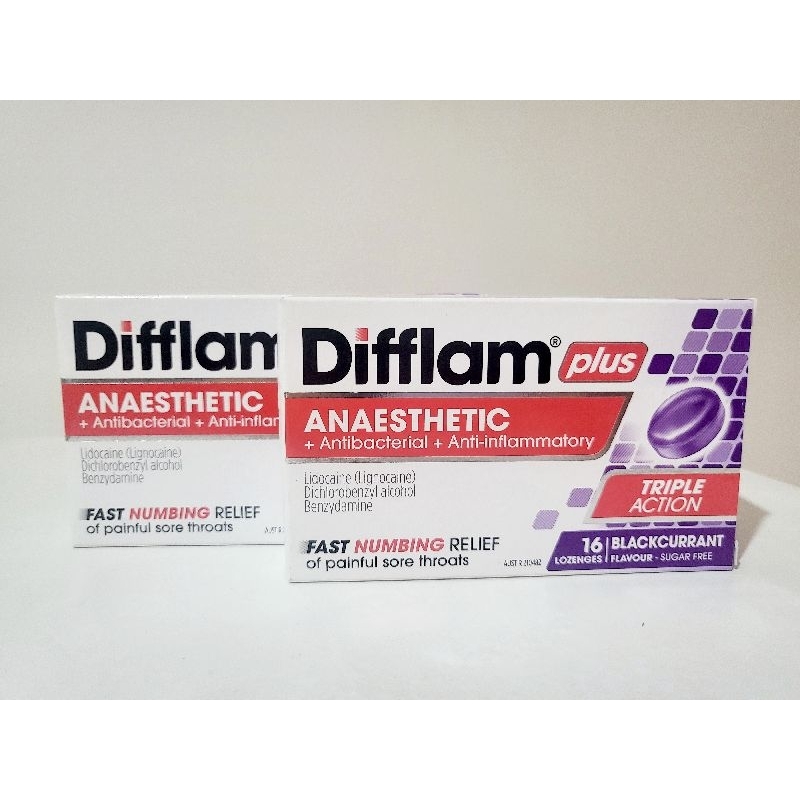 Difflam
ANAESTHETIC
+ Antibacterial + Anti-inflar
Lidocaine (Lignocaine)
Dichlorobenzyl alcohol
Benzydamine
FAST NUMBING RELIEF
of painful sore throats
Difflam® plus
ANAESTHETIC
+ Antibacterial + Anti-inflammatory
Lidocaine (Lignocaine)
Dichlorobenzyl alcohol
Benzydamine
TRIPLE
ACTION
FAST NUMBING RELIEF
of painful sore throats
AUST R
16 LOZENGES
BLACKCURRANT
FLAVOUR - SUGAR FREE